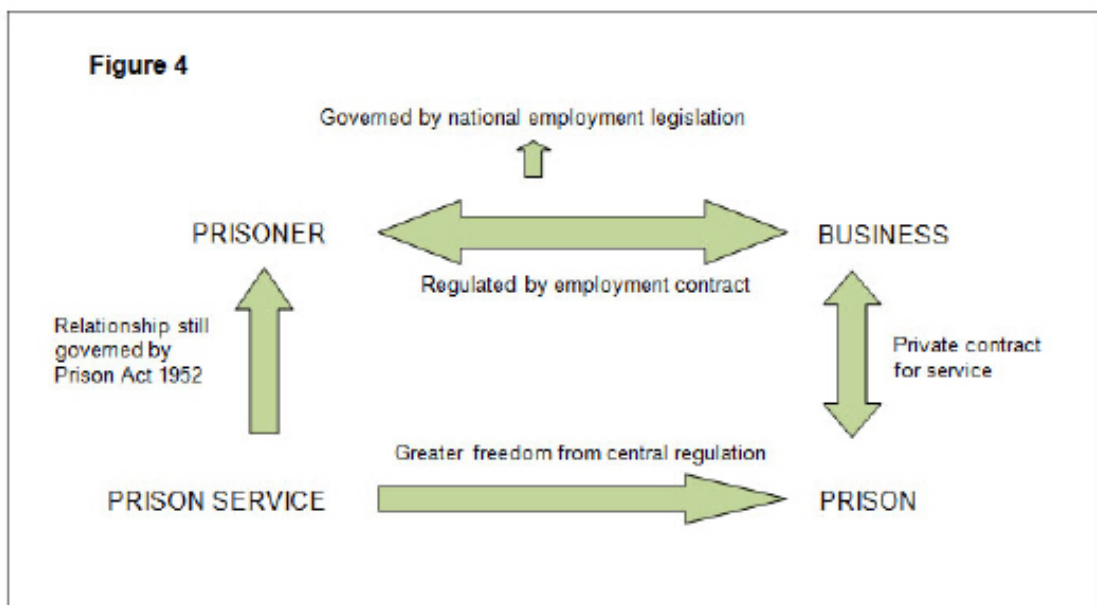 Figure 4
Governed by national employment legislation
PRISONER
BUSINESS
Regulated by employment contract
Relationship still
governed by
Prison Act 1952
Private contract
for service
Greater freedom from central regulation
PRISON SERVICE
PRISON